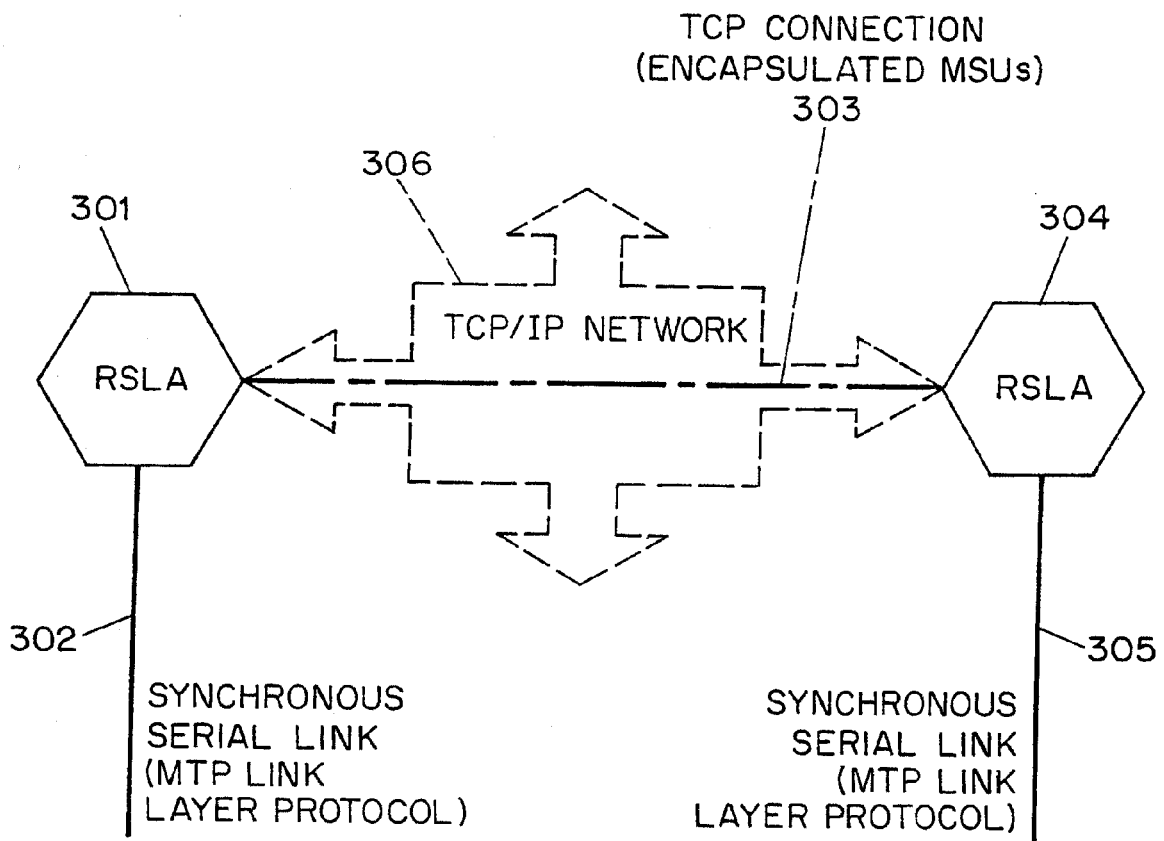 TCP CONNECTION
(ENCAPSULATED MSUs)
303
306
301
304
TCP/IP NETWORK
RSLA
RSLA
302
305
SYNCHRONOUS
SERIAL LINK
(MTP LINK
LAYER PROTOCOL)
SYNCHRONOUS
SERIAL LINK
(MTP LINK
LAYER PROTOCOL)